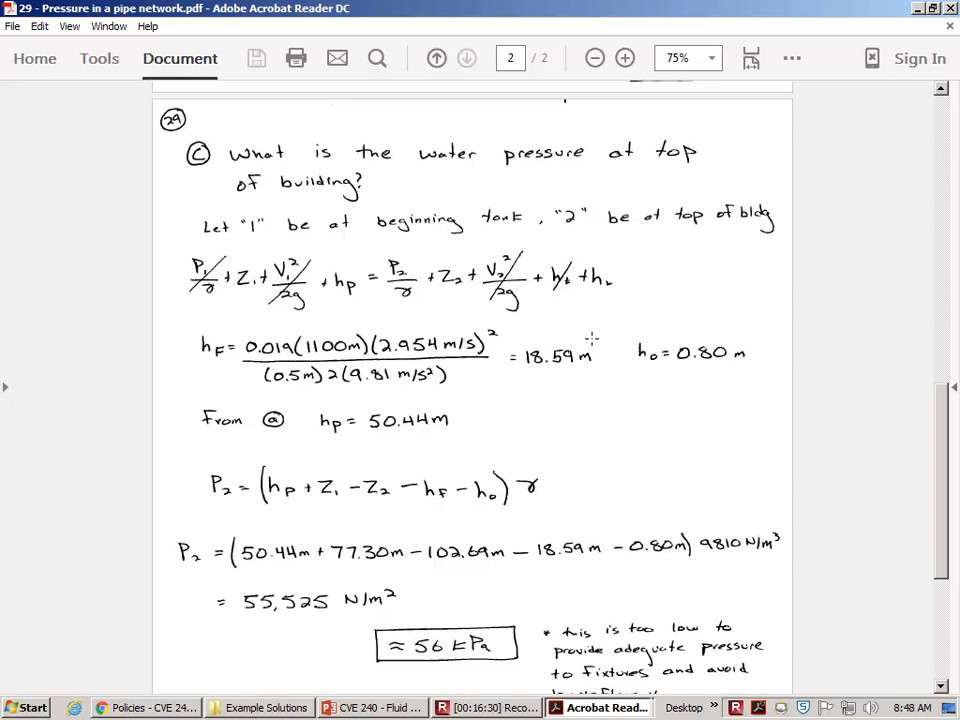 29 - Pressure in a pipe network.pdf - Adobe Acrobat Reader DC
File Edit View Window Help
Home Tools Document 2 / 2 75% Sign In
29
C What is the water pressure at top
of building?
Let "1" be at beginning tank, "2" be at top of bldg
P₁/γ + Z₁ + V₁²/2g + hp = P₂/γ + Z₂ + V₂²/2g + ht + hL
hF = 0.019(1100m)(2.954 m/s)² / (0.5m) 2 (9.81 m/s²) = 18.59 m h₀ = 0.80 m
From a hp = 50.44m
P₂ = (hp + Z₁ - Z₂ - hF - h₀) γ
P₂ = (50.44m + 77.30m - 102.69m - 18.59m - 0.80m) 9810 N/m³
= 55,525 N/m²
≈ 56 kPa
* this is too low to
provide adequate pressure
to fixtures and avoid
Start Policies - CVE 24... Example Solutions CVE 240 - Fluid ... [00:16:30] Reco... Acrobat Read... Desktop » 8:48 AM